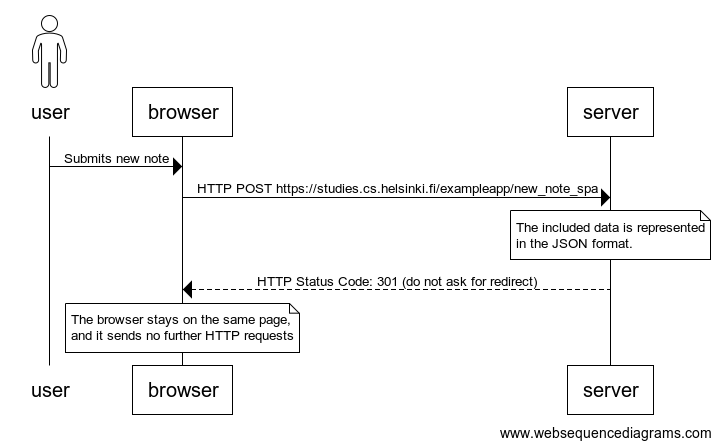 user
browser
server
Submits new note
HTTP POST https://studies.cs.helsinki.fi/exampleapp/new_note_spa
The included data is represented
in the JSON format.
HTTP Status Code: 301 (do not ask for redirect)
The browser stays on the same page,
and it sends no further HTTP requests
user
browser
server
www.websequencediagrams.com